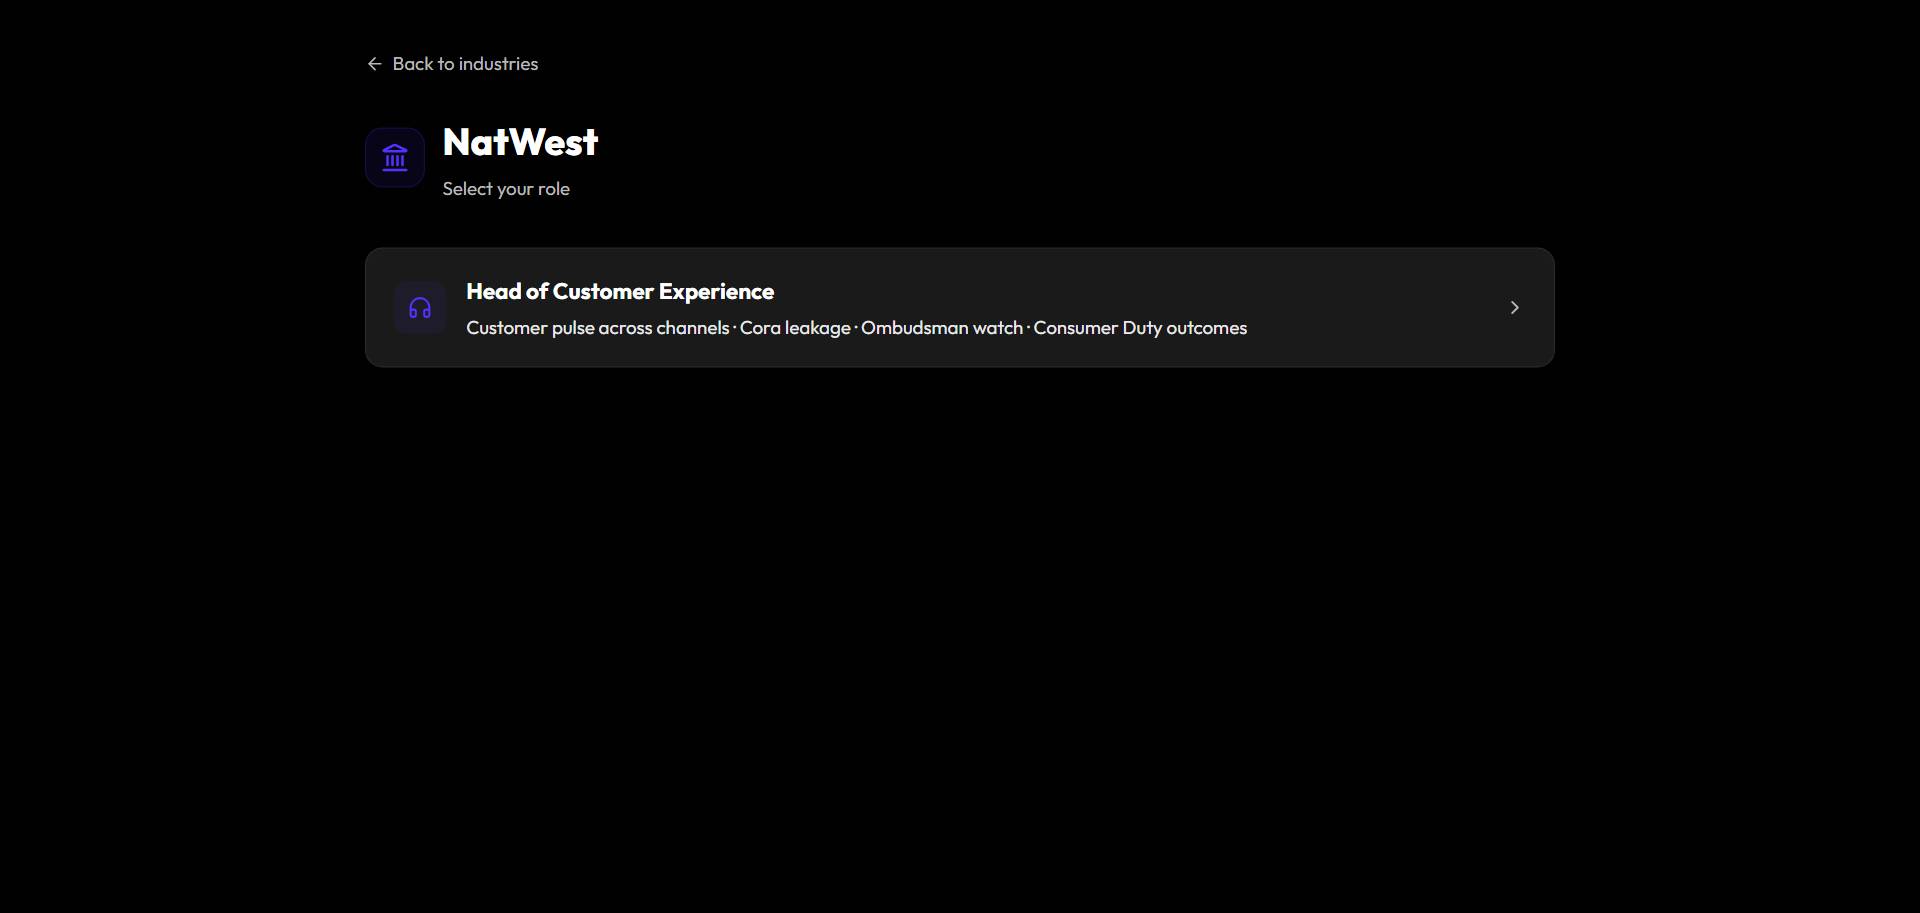 Back to industries
NatWest
Select your role
Head of Customer Experience
Customer pulse across channels · Cora leakage · Ombudsman watch · Consumer Duty outcomes